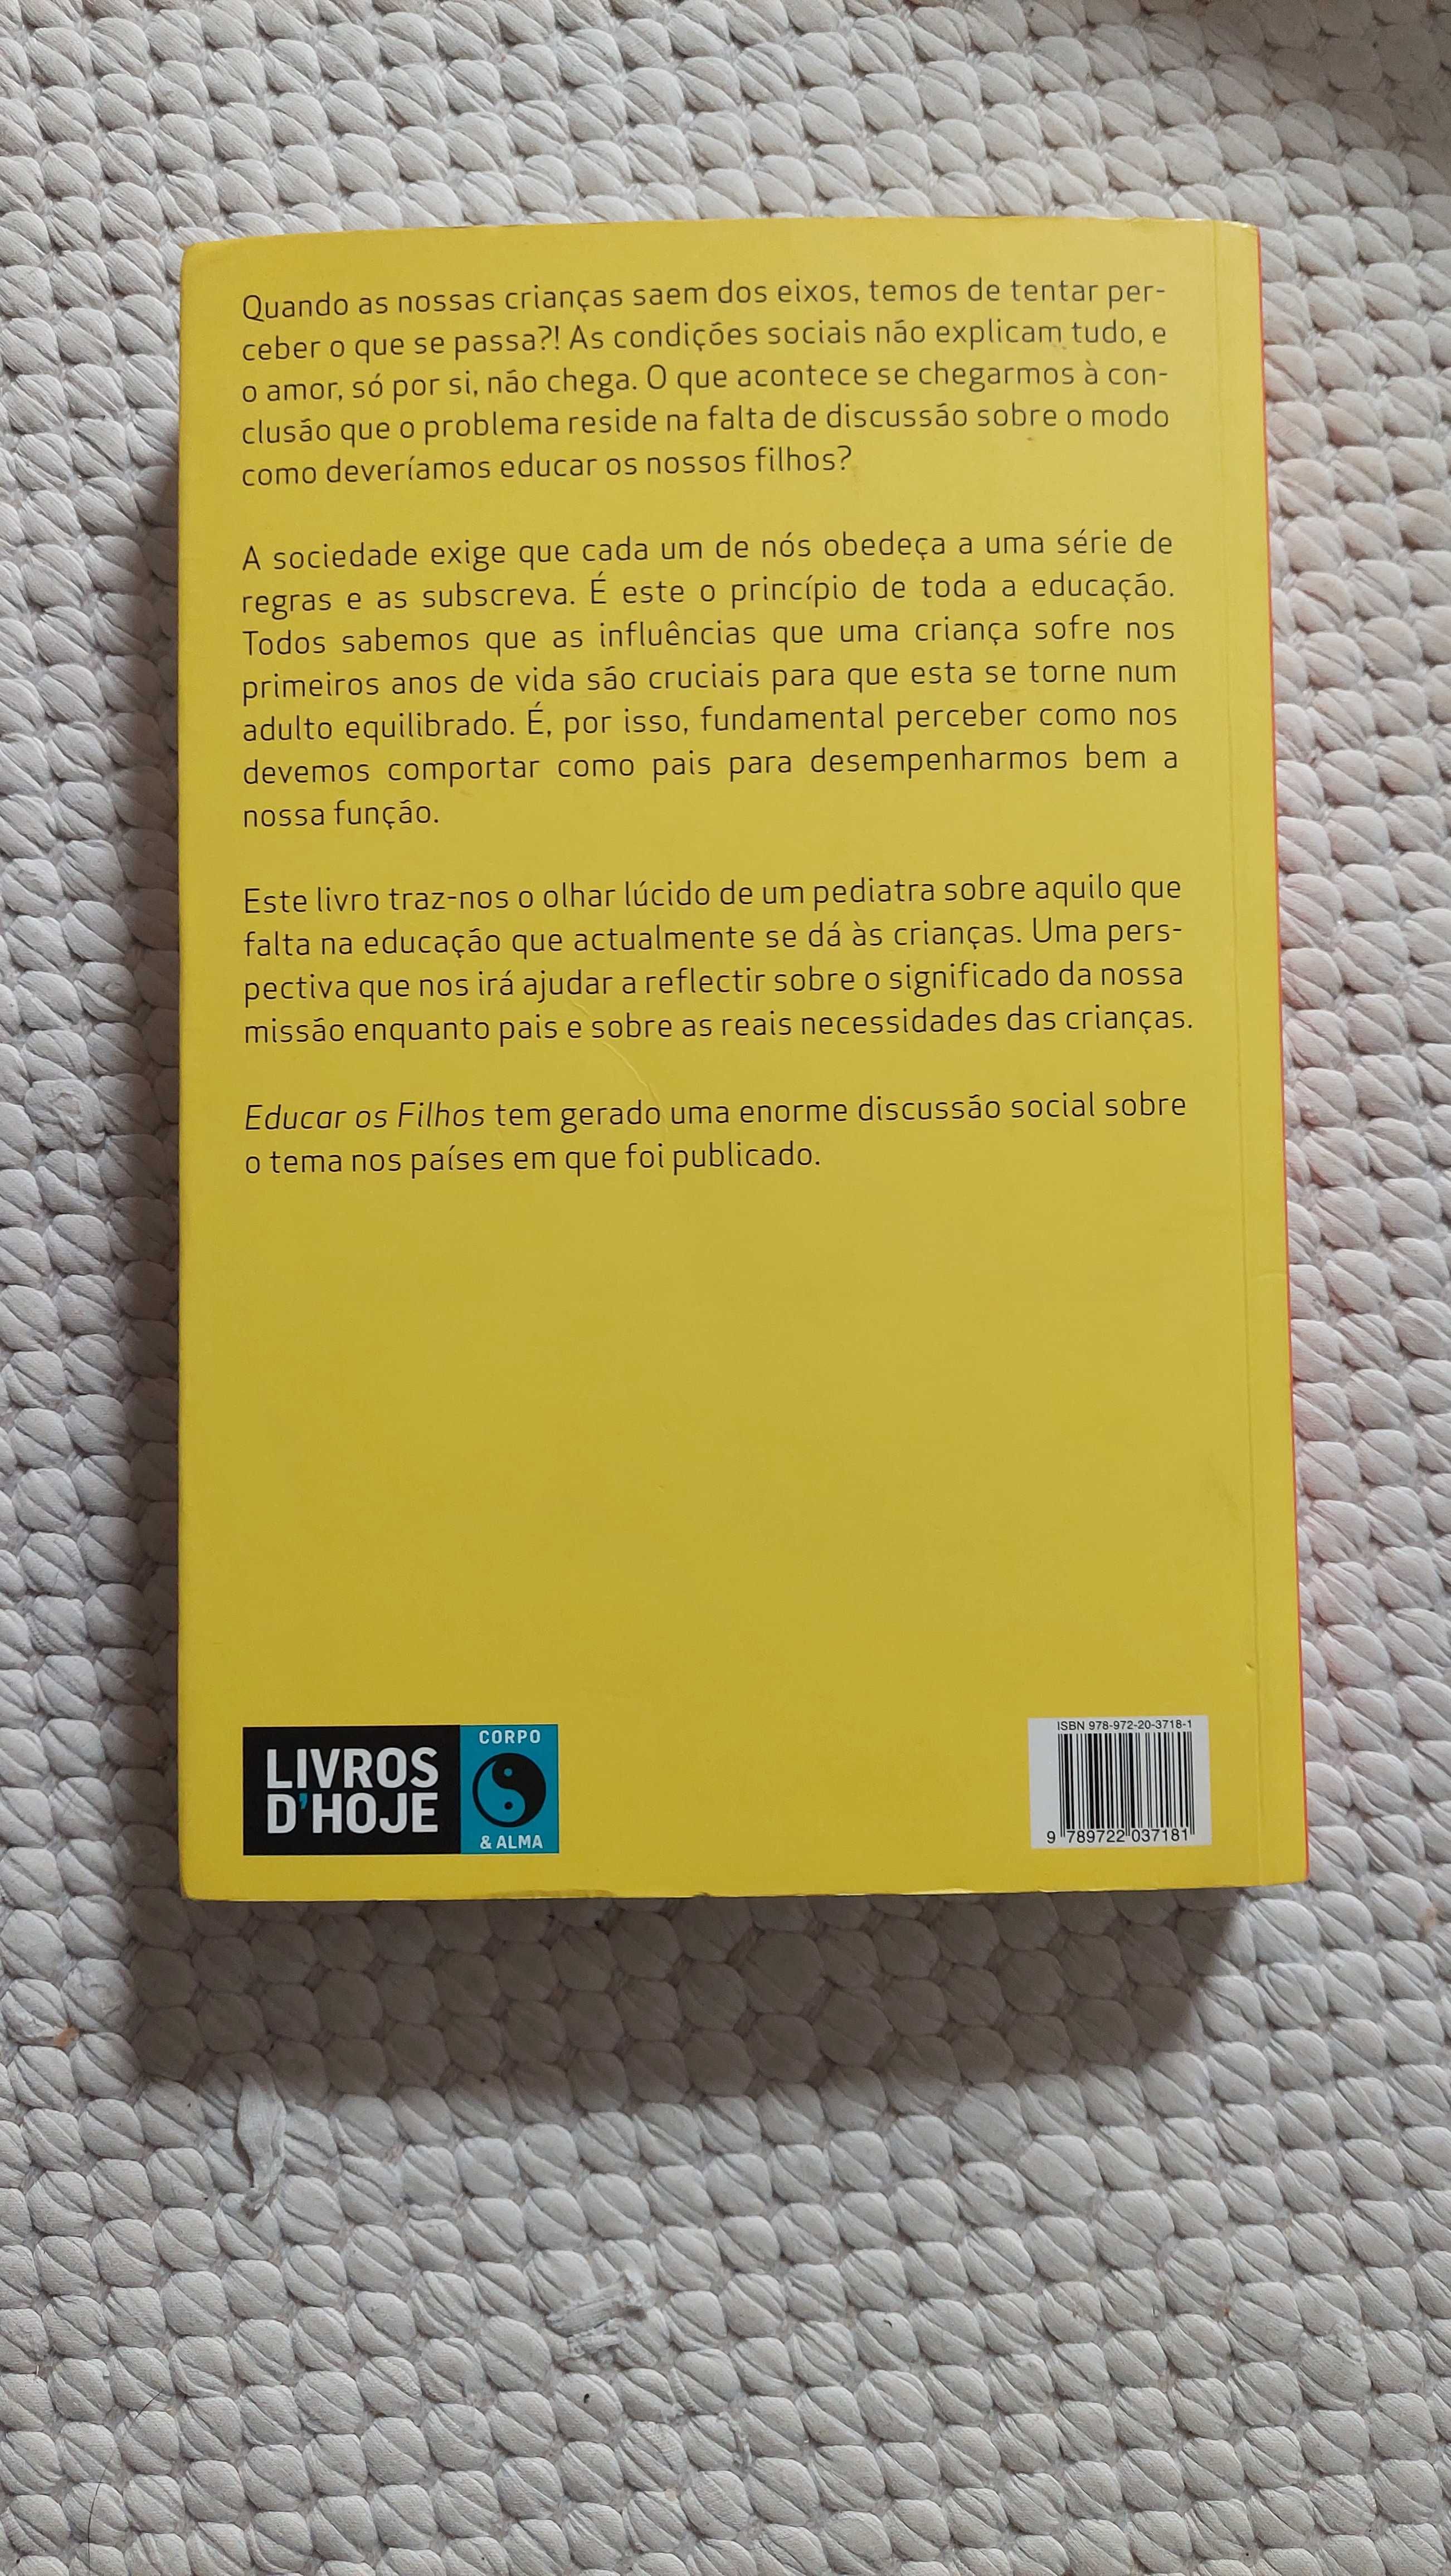 Quando as nossas crianças saem dos eixos, temos de tentar per-
ceber o que se passa?! As condições sociais não explicam tudo, e
o amor, só por si, não chega. O que acontece se chegarmos à con-
clusão que o problema reside na falta de discussão sobre o modo
como deveríamos educar os nossos filhos?
A sociedade exige que cada um de nós obedeça a uma série de
regras e as subscreva. É este o princípio de toda a educação.
Todos sabemos que as influências que uma criança sofre nos
primeiros anos de vida são cruciais para que esta se torne num
adulto equilibrado. É, por isso, fundamental perceber como nos
devemos comportar como pais para desempenharmos bem a
nossa função.
Este livro traz-nos o olhar lúcido de um pediatra sobre aquilo que
falta na educação que actualmente se dá às crianças. Uma pers-
pectiva que nos irá ajudar a reflectir sobre o significado da nossa
missão enquanto pais e sobre as reais necessidades das crianças.
Educar os Filhos tem gerado uma enorme discussão social sobre
o tema nos países em que foi publicado.
LIVROS
D'HOJE
CORPO
& ALMA
ISBN 978-972-20-3718-1
9 789722 037181